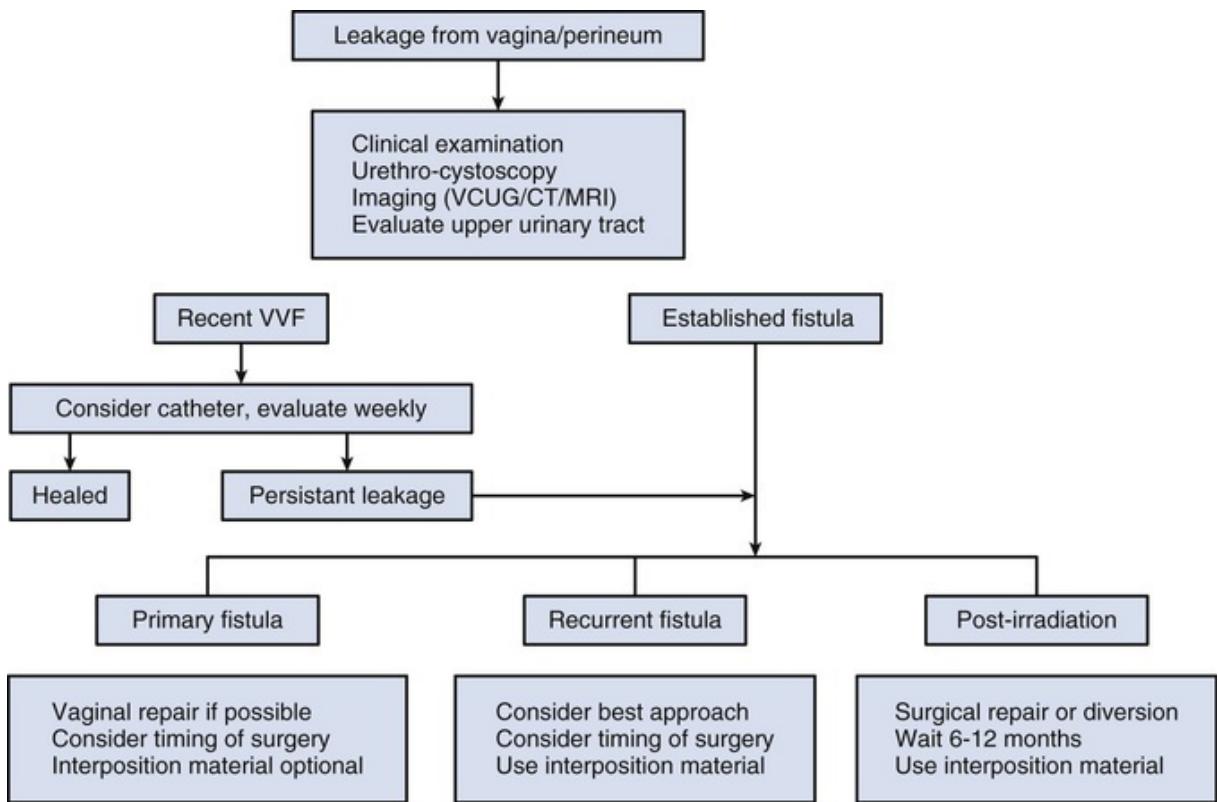 Leakage from vagina/perineum
Clinical examination
Urethro-cystoscopy
Imaging (VCUG/CT/MRI)
Evaluate upper urinary tract
Recent VVF
Established fistula
Consider catheter, evaluate weekly
Healed
Persistant leakage
Primary fistula
Recurrent fistula
Post-irradiation
Vaginal repair if possible
Consider timing of surgery
Interposition material optional
Consider best approach
Consider timing of surgery
Use interposition material
Surgical repair or diversion
Wait 6-12 months
Use interposition material